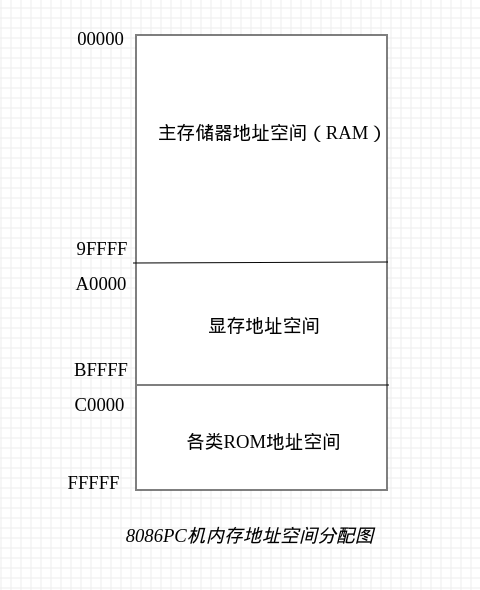 00000
主存储器地址空间（RAM）
9FFFF
A0000
显存地址空间
BFFFF
C0000
各类ROM地址空间
FFFFF
8086PC机内存地址空间分配图